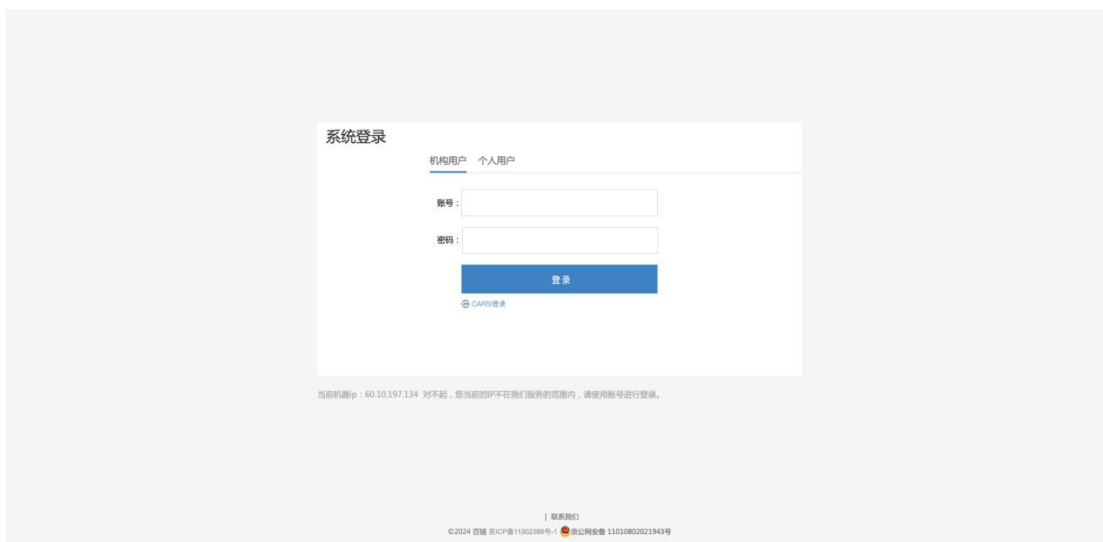 系统登录
机构用户 个人用户
账号：
密码：
登录
CARSI登录
当前机器ip：60.10.197.134 对不起，您当前的IP不在我们服务的范围内，请使用账号进行登录。
| 联系我们
©2024 百链 京ICP备11002389号-1 京公网安备 11010802021943号